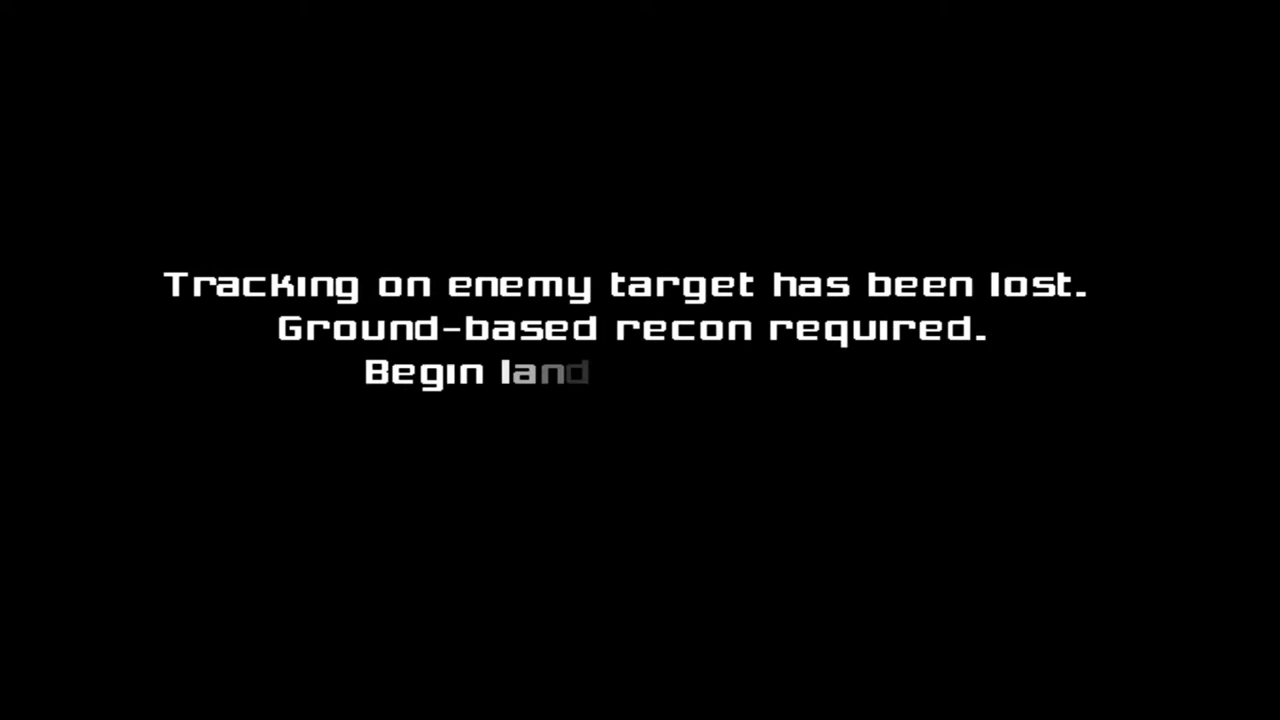 Tracking on enemy target has been lost.
Ground-based recon required.
Begin land